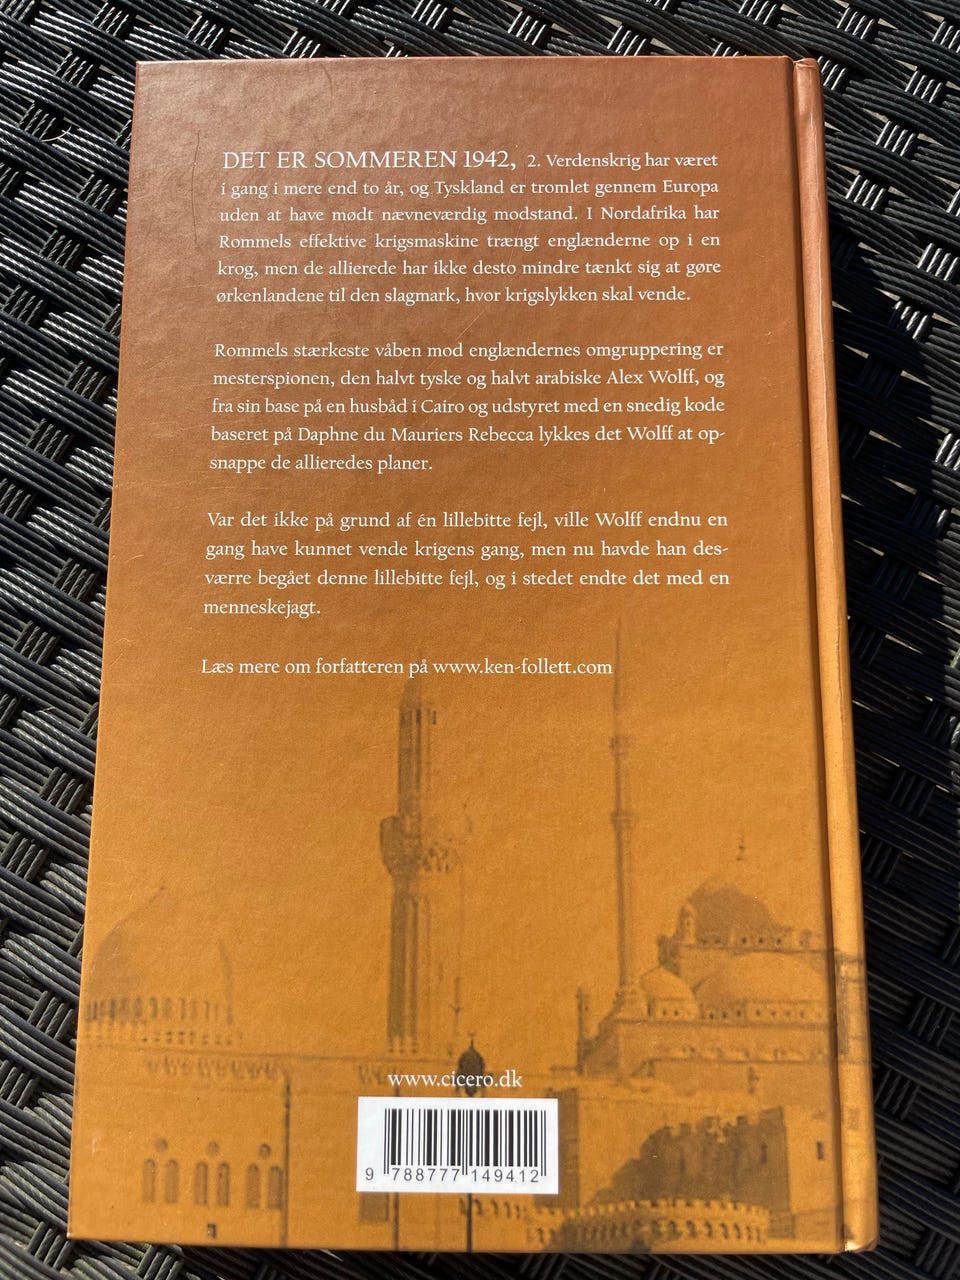 DET ER SOMMEREN 1942, 2. Verdenskrig har været
i gang i mere end to år, og Tyskland er tromlet gennem Europa
uden at have mødt nævneværdig modstand. I Nordafrika har
Rommels effektive krigsmaskine trængt englænderne op i en
krog, men de allierede har ikke desto mindre tænkt sig at gøre
ørkenlandene til den slagmark, hvor krigslykken skal vende.
Rommels stærkeste våben mod englændernes omgruppering er
mesterspionen, den halvt tyske og halvt arabiske Alex Wolff, og
fra sin base på en husbåd i Cairo og udstyret med en snedig kode
baseret på Daphne du Mauriers Rebecca lykkes det Wolff at op-
snappe de allieredes planer.
Var det ikke på grund af én lillebitte fejl, ville Wolff endnu en
gang have kunnet vende krigens gang, men nu havde han des-
værre begået denne lillebitte fejl, og i stedet endte det med en
menneskejagt.
Læs mere om forfatteren på www.ken-follett.com
www.cicero.dk
9 788777 149412